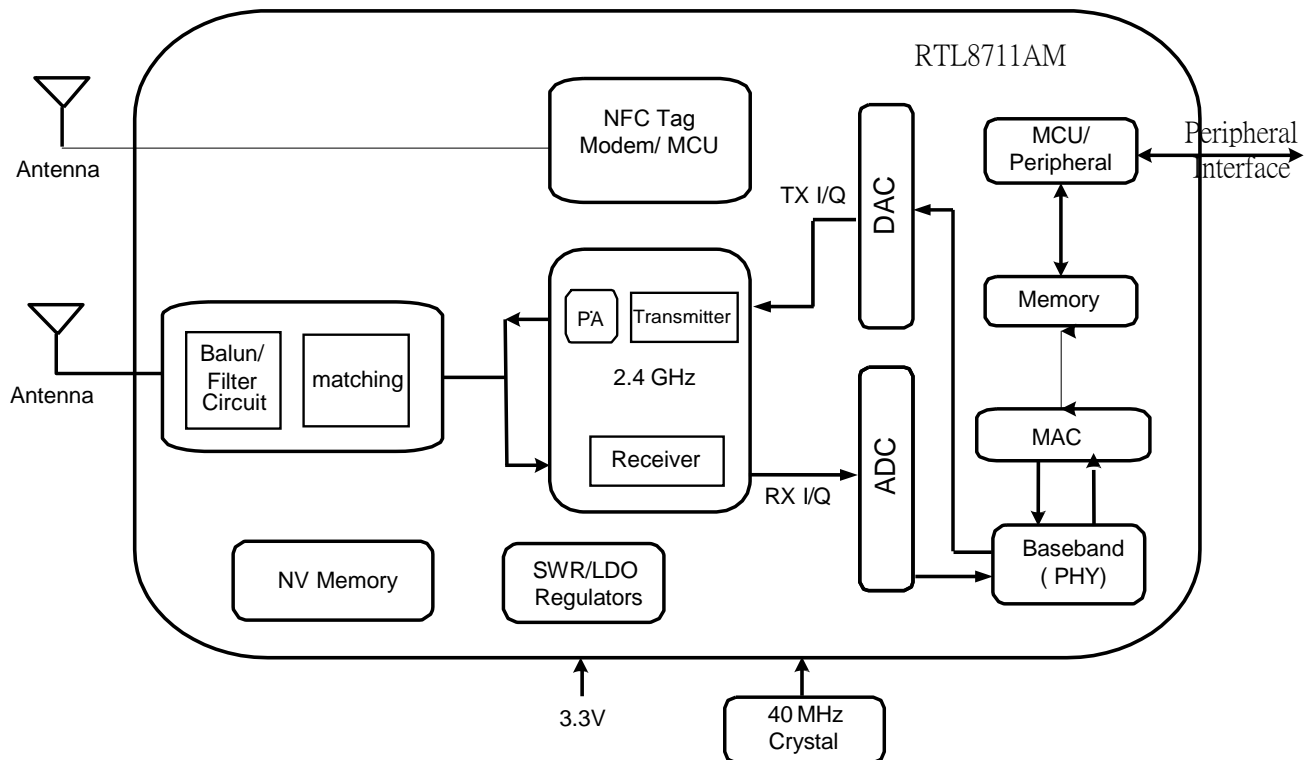 RTL8711AM
NFC Tag
Modem/ MCU
MCU/
Peripheral
Peripheral
Interface
Antenna
TX I/Q
DAC
PA
Transmitter
Memory
Balun/
Filter
Circuit
matching
2.4 GHz
Antenna
Receiver
RX I/Q
ADC
MAC
Baseband
( PHY)
NV Memory
SWR/LDO
Regulators
3.3V
40 MHz
Crystal